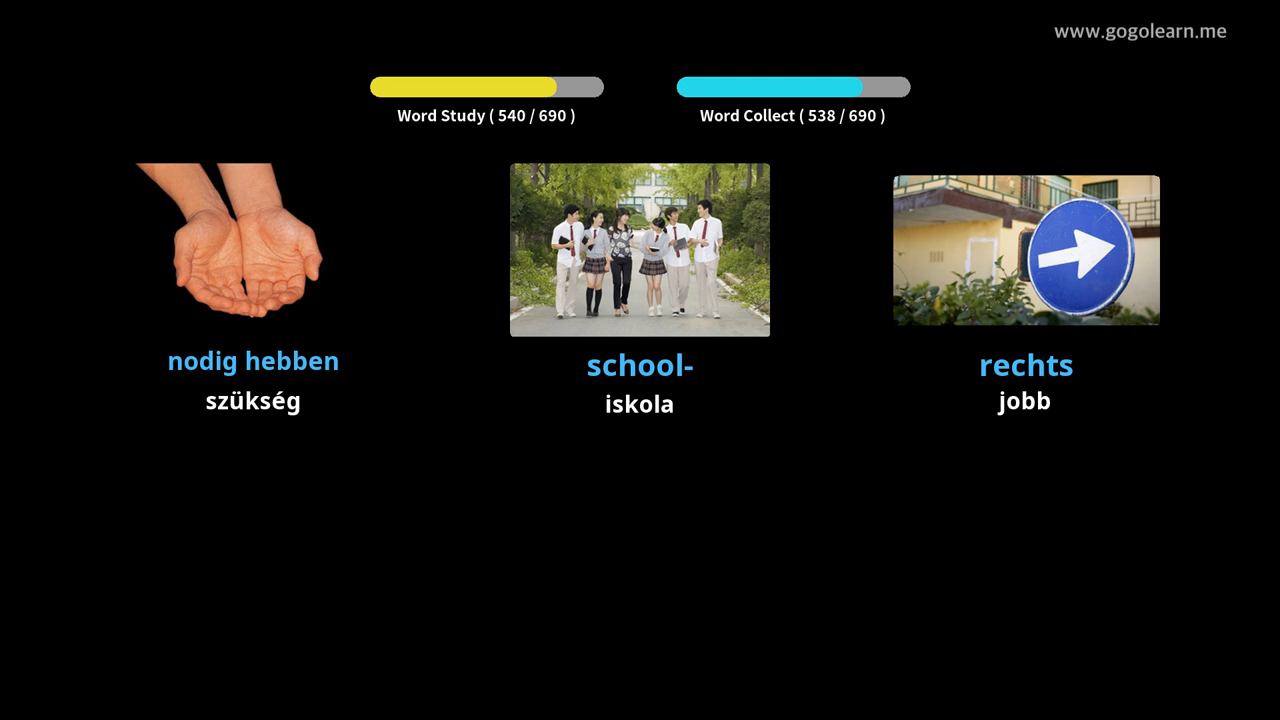 www.gogolearn.me
Word Study ( 540 / 690 )
Word Collect ( 538 / 690 )
nodig hebben
szükség
school-
iskola
rechts
jobb